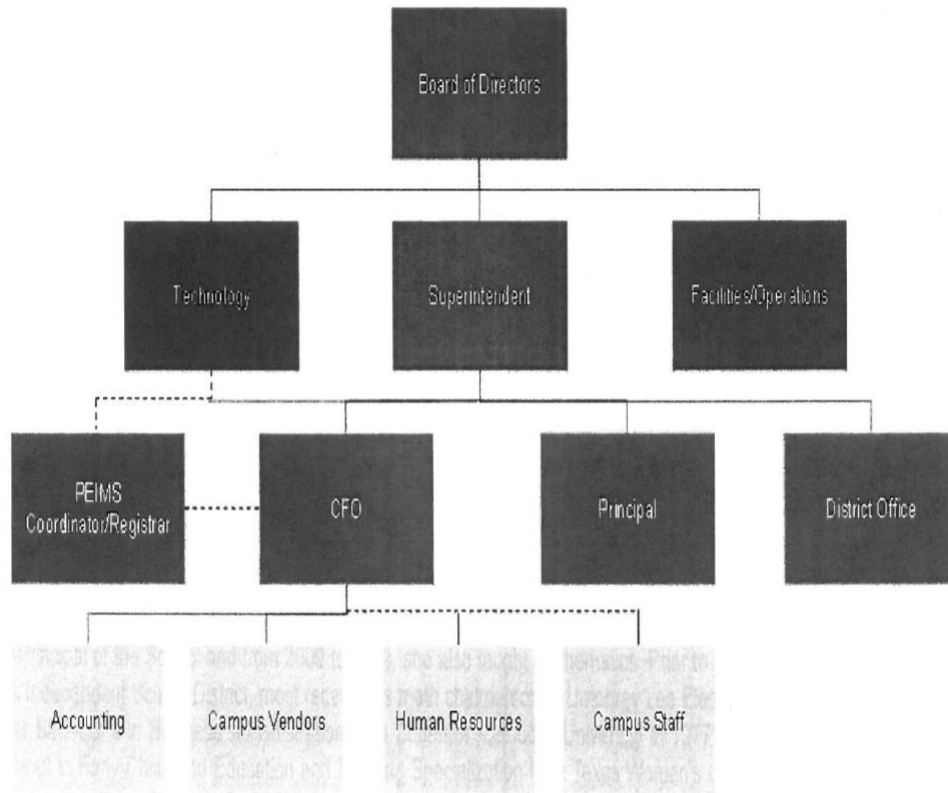 Board of Directors
Technology
Superintendent
Facilities/Operations
PEIMS
Coordinator/Registrar
CFO
Principal
District Office
Accounting
Campus Vendors
Human Resources
Campus Staff